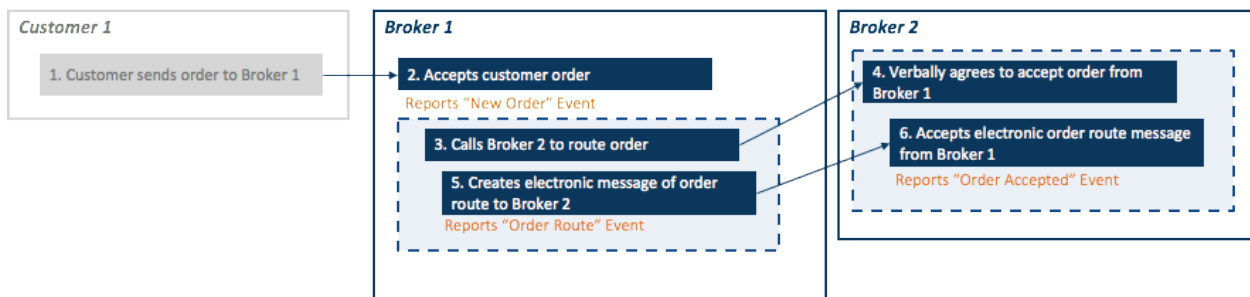 Customer 1
1. Customer sends order to Broker 1
Broker 1
2. Accepts customer order
Reports "New Order" Event
3. Calls Broker 2 to route order
5. Creates electronic message of order
route to Broker 2
Reports "Order Route" Event
Broker 2
4. Verbally agrees to accept order from
Broker 1
6. Accepts electronic order route message
from Broker 1
Reports "Order Accepted" Event